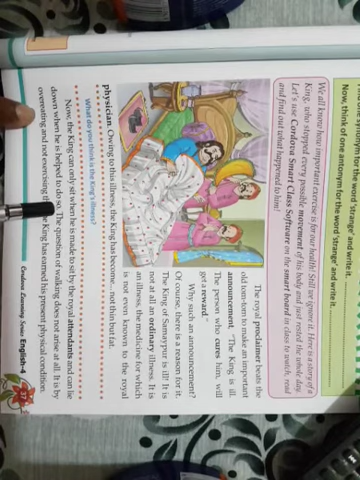 Now, think of one antonym for the word 'strange' and write it.
We all know how important exercise is for our health! Still we ignore it. Here is a story of a
King, who stopped every possible movement of his body and just rested the whole day.
Let's use Cordova Smart Class Software on the smart board in class to watch, read
and find out what happened to him!
The royal proclaimer beats the
old tom-tom to make an important
announcement, "The King is ill.
The person who cures him, will
get a reward."
Why such an announcement?
Of course, there is a reason for it.
The King of Samaypur is ill! It is
not at all an ordinary illness. It is
an illness, the medicine for which
is not even known to the royal
physician. Owing to this illness, the King has become... not thin but fat.
What do you think is the King's illness?
Now, the King can only sit when he is made to sit by the royal attendants and can lie
down when he is helped to do so. The question of walking does not arise at all. It is by
overeating and not exercising King has earned his present physical condition.
Cordova Learning Series English-4
37